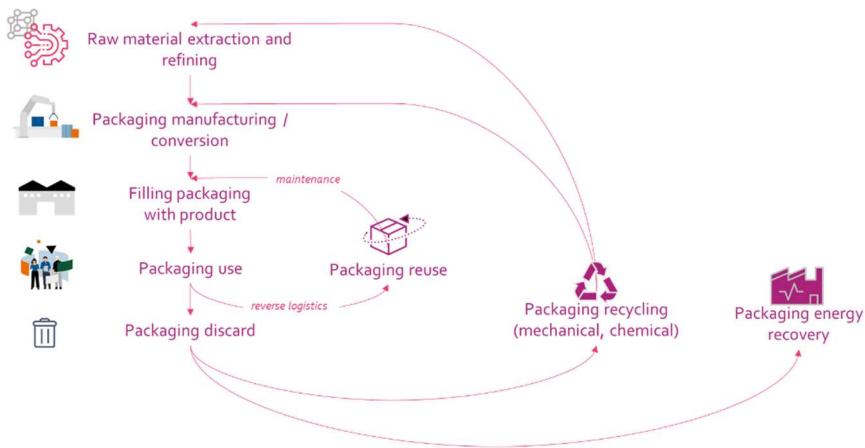 Raw material extraction and
refining
Packaging manufacturing /
conversion
Filling packaging
with product
maintenance
Packaging use
Packaging reuse
reverse logistics
Packaging discard
Packaging recycling
(mechanical, chemical)
Packaging energy
recovery